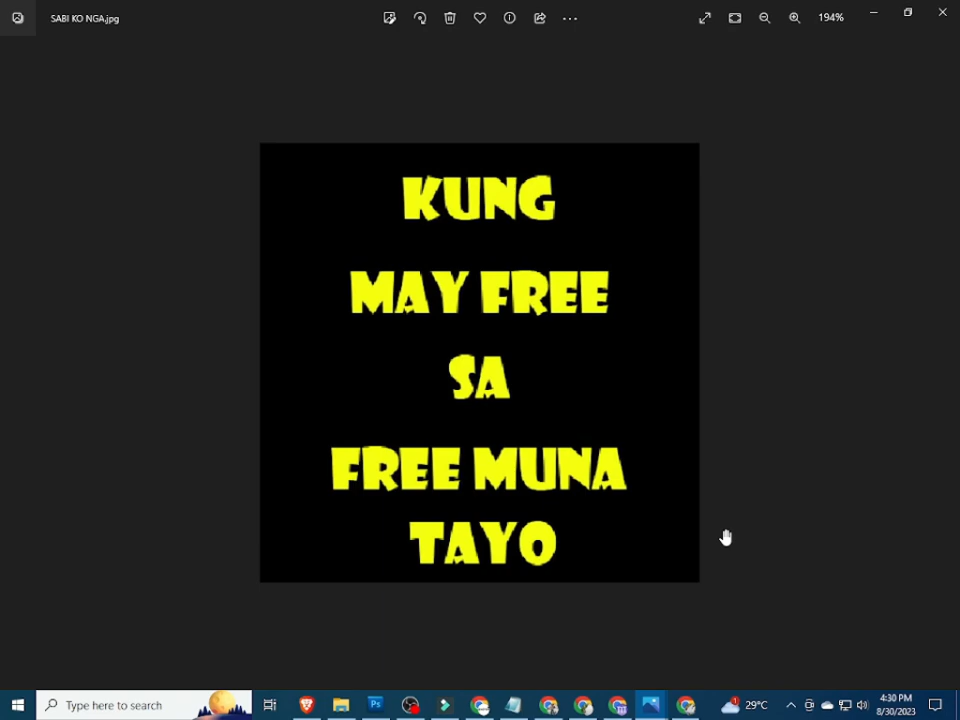 SABI KO NGA.jpg
194%
KUNG
MAY FREE
SA
FREE MUNA
TAYO
Type here to search
Ps
29°C
4:30 PM
8/30/2023